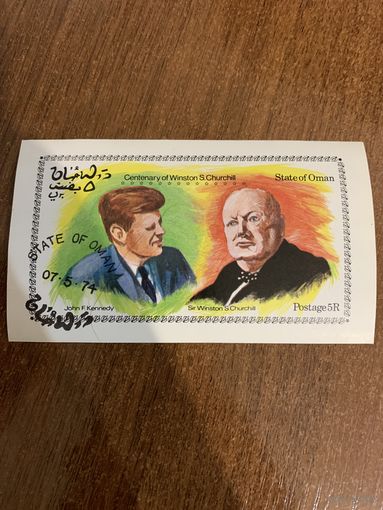 Centenary of Winston S. Churchill
State of Oman
STATE OF OMAN
07.5.74
John F. Kennedy
Sir Winston S. Churchill
Postage 5R